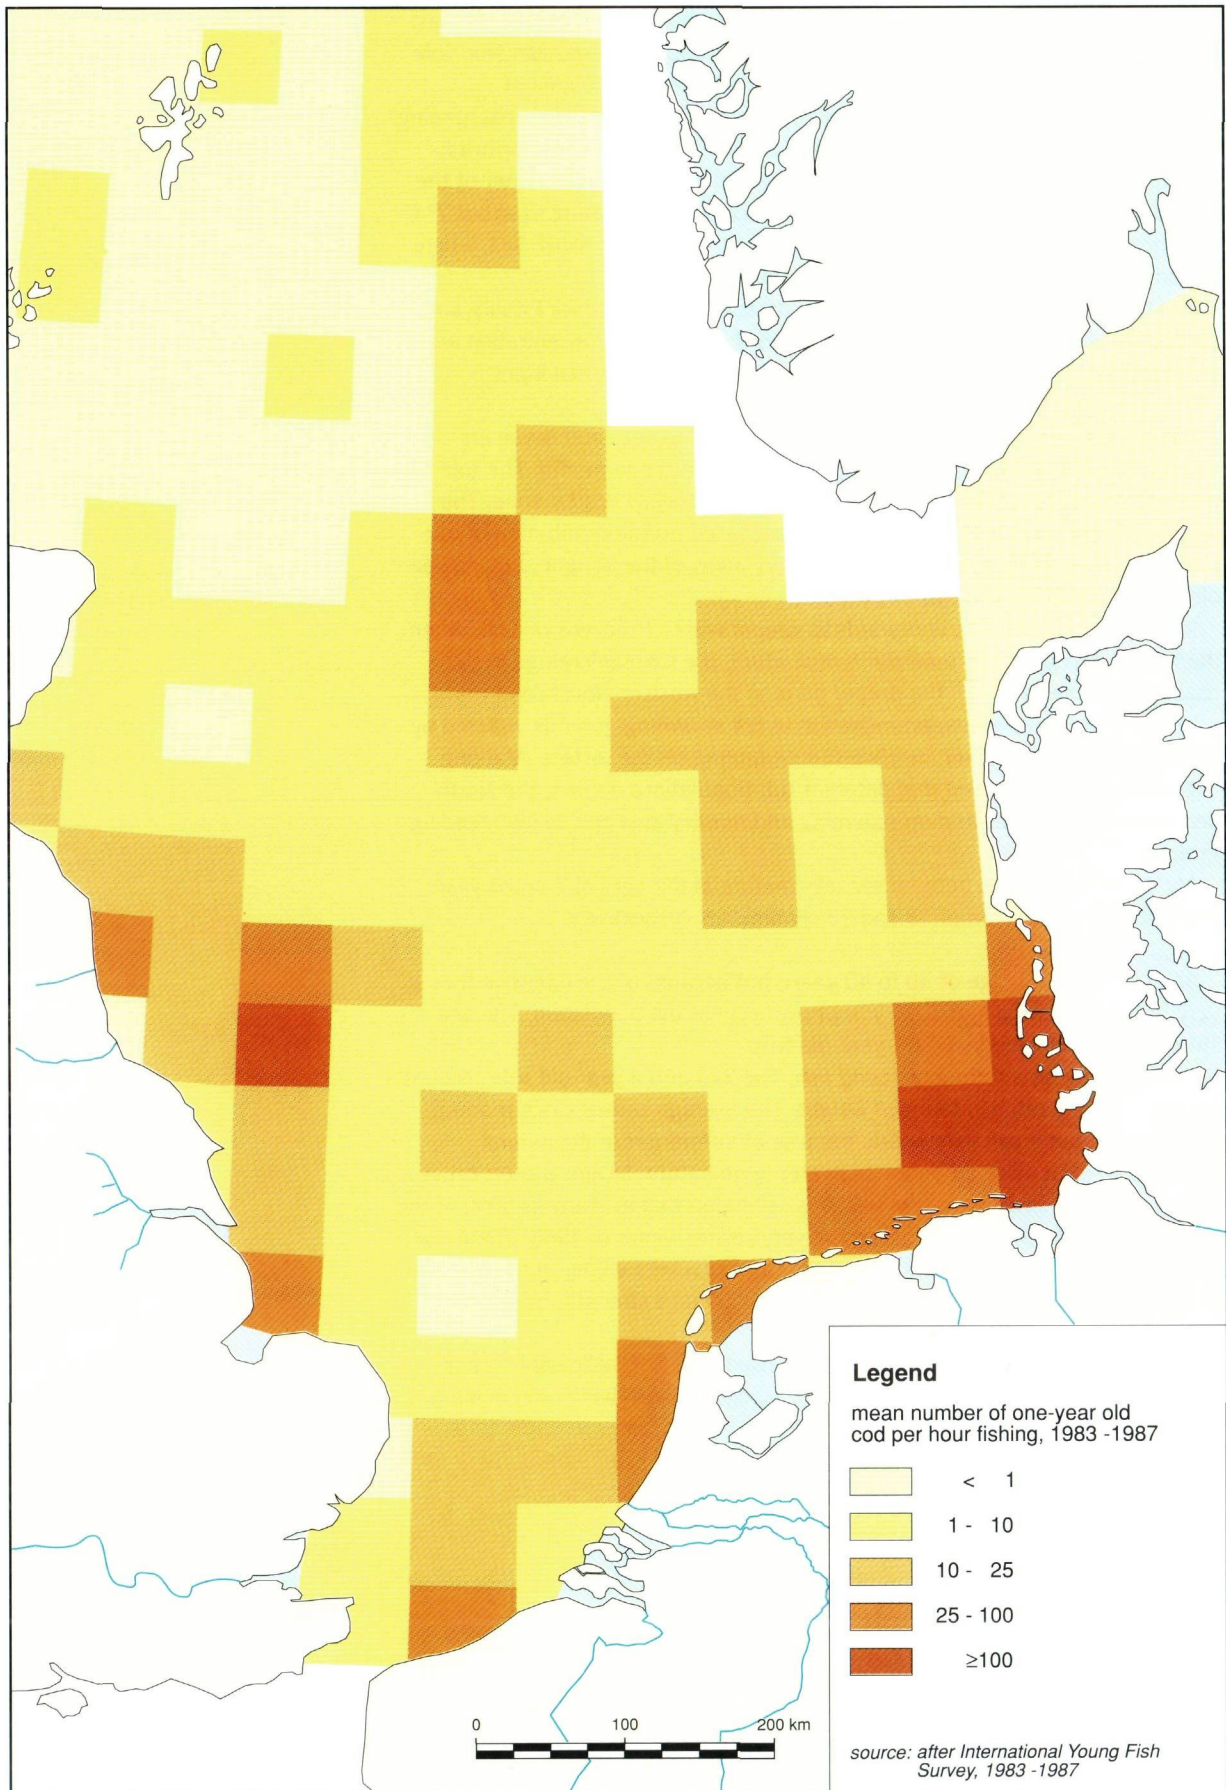 Legend
mean number of one-year old
cod per hour fishing, 1983 -1987
< 1
1 - 10
10 - 25
25 - 100
≥100
0 100 200 km
source: after International Young Fish
Survey, 1983 -1987